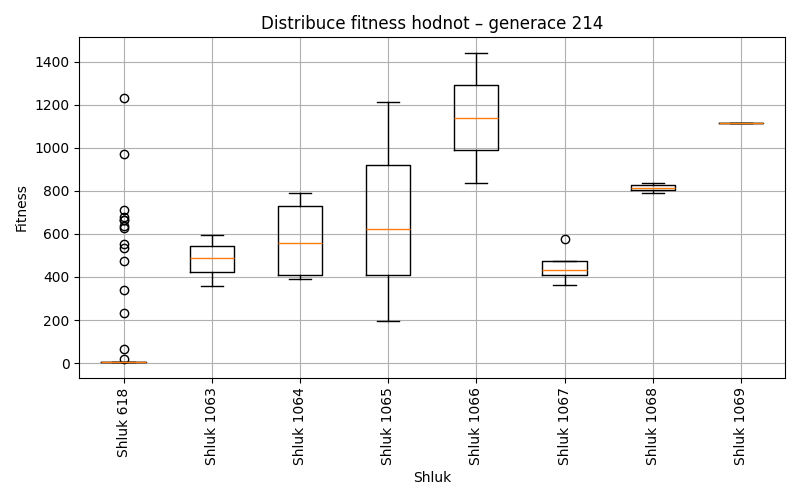 Distribuce fitness hodnot – generace 214
Fitness
1400
1200
1000
800
600
400
200
0
Shluk 618
Shluk 1063
Shluk 1064
Shluk 1065
Shluk 1066
Shluk 1067
Shluk 1068
Shluk 1069
Shluk